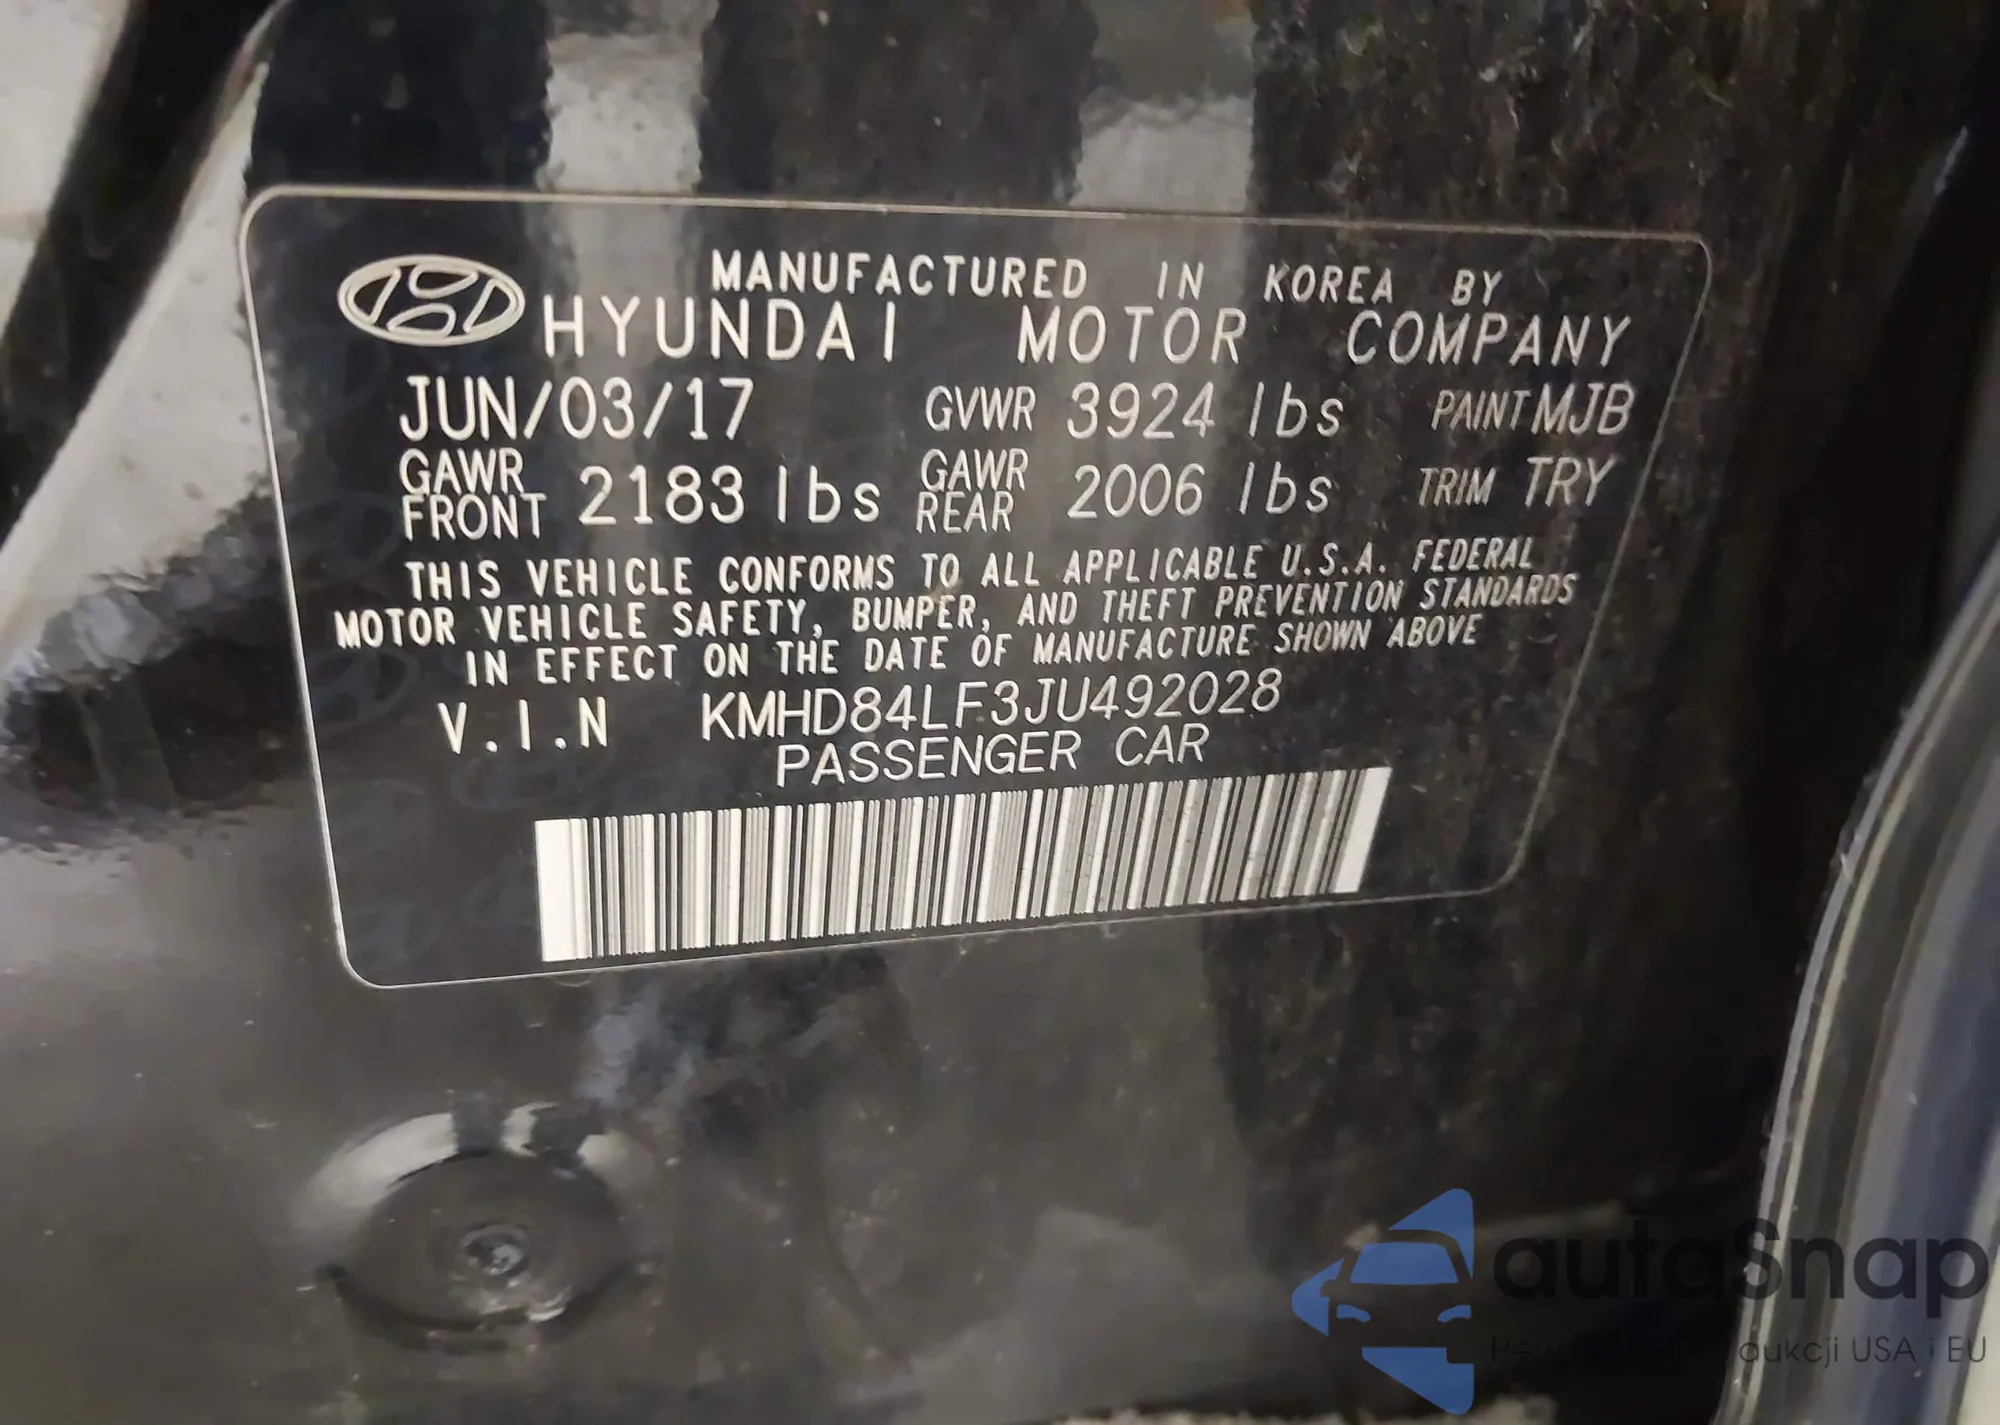 MANUFACTURED IN KOREA BY
HYUNDAI MOTOR COMPANY
JUN/03/17 GVWR 3924 lbs PAINT MJB
GAWR FRONT 2183 lbs GAWR REAR 2006 lbs TRIM TRY
THIS VEHICLE CONFORMS TO ALL APPLICABLE U.S.A. FEDERAL
MOTOR VEHICLE SAFETY, BUMPER, AND THEFT PREVENTION STANDARDS
IN EFFECT ON THE DATE OF MANUFACTURE SHOWN ABOVE
V.I.N KMHD84LF3JU492028
PASSENGER CAR
autaSnap
aukcji USA i EU